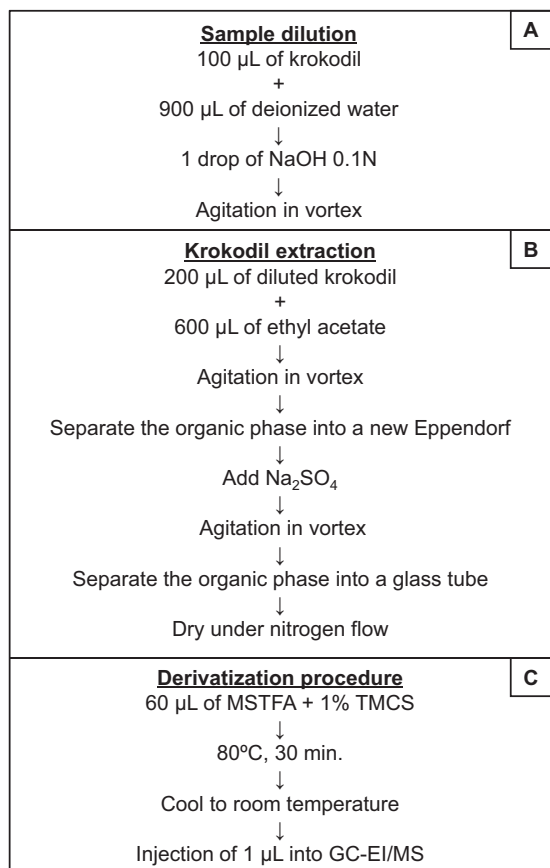 Sample dilution
A
100 µL of krokodil
+
900 µL of deionized water
↓
1 drop of NaOH 0.1N
↓
Agitation in vortex
Krokodil extraction
B
200 µL of diluted krokodil
+
600 µL of ethyl acetate
↓
Agitation in vortex
↓
Separate the organic phase into a new Eppendorf
↓
Add Na₂SO₄
↓
Agitation in vortex
↓
Separate the organic phase into a glass tube
↓
Dry under nitrogen flow
Derivatization procedure
C
60 µL of MSTFA + 1% TMCS
↓
80ºC, 30 min.
↓
Cool to room temperature
↓
Injection of 1 µL into GC-EI/MS